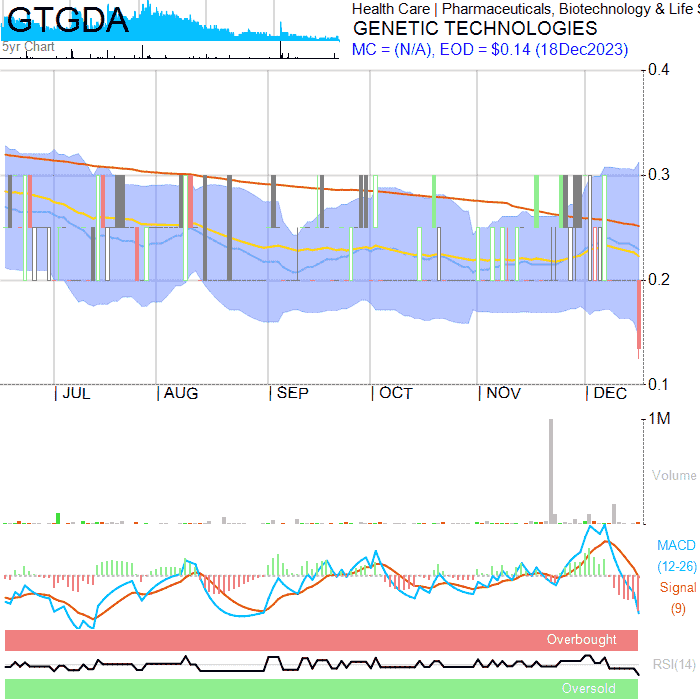 GTGDA
5yr Chart
Health Care | Pharmaceuticals, Biotechnology & Life S
GENETIC TECHNOLOGIES
MC = (N/A), EOD = $0.14 (18Dec2023)
0.4
0.3
0.2
0.1
JUL
AUG
SEP
OCT
NOV
DEC
1M
Volume
MACD
(12-26)
Signal
(9)
Overbought
RSI(14)
Oversold